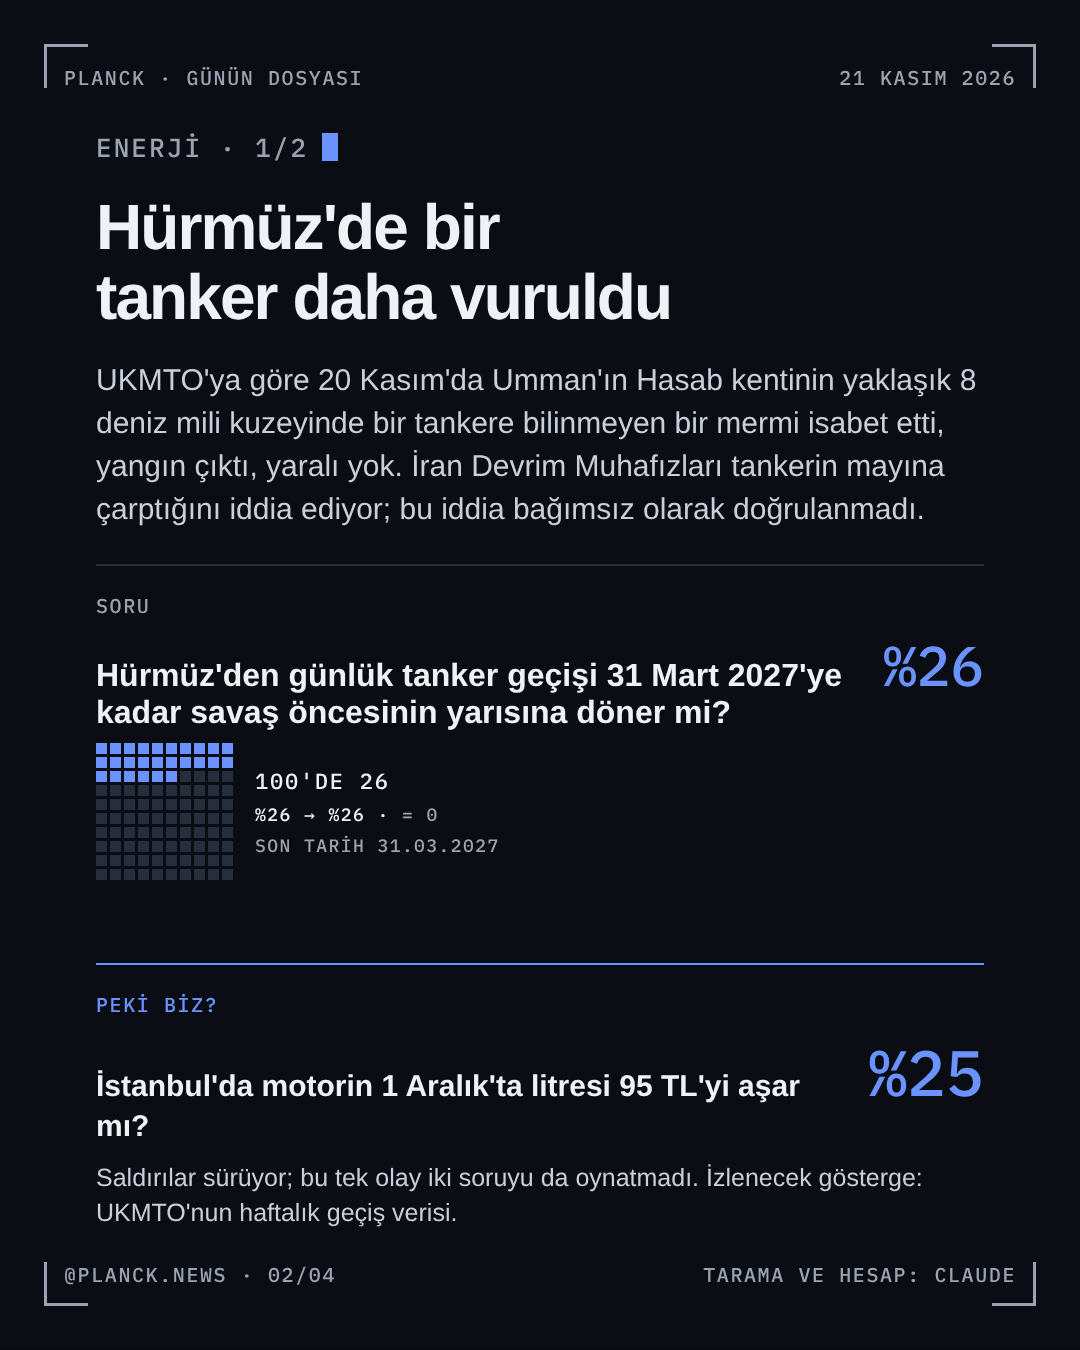 PLANCK · GÜNÜN DOSYASI
21 KASIM 2026
ENERJİ · 1/2
Hürmüz'de bir
tanker daha vuruldu
UKMTO'ya göre 20 Kasım'da Umman'ın Hasab kentinin yaklaşık 8
deniz mili kuzeyinde bir tankere bilinmeyen bir mermi isabet etti,
yangın çıktı, yaralı yok. İran Devrim Muhafızları tankerin mayına
çarptığını iddia ediyor; bu iddia bağımsız olarak doğrulanmadı.
SORU
Hürmüz'den günlük tanker geçişi 31 Mart 2027'ye
kadar savaş öncesinin yarısına döner mi?
%26
100'DE 26
%26 → %26 · = 0
SON TARİH 31.03.2027
PEKİ BİZ?
İstanbul'da motorin 1 Aralık'ta litresi 95 TL'yi aşar
mı?
%25
Saldırılar sürüyor; bu tek olay iki soruyu da oynatmadı. İzlenecek gösterge:
UKMTO'nun haftalık geçiş verisi.
@PLANCK.NEWS · 02/04
TARAMA VE HESAP: CLAUDE